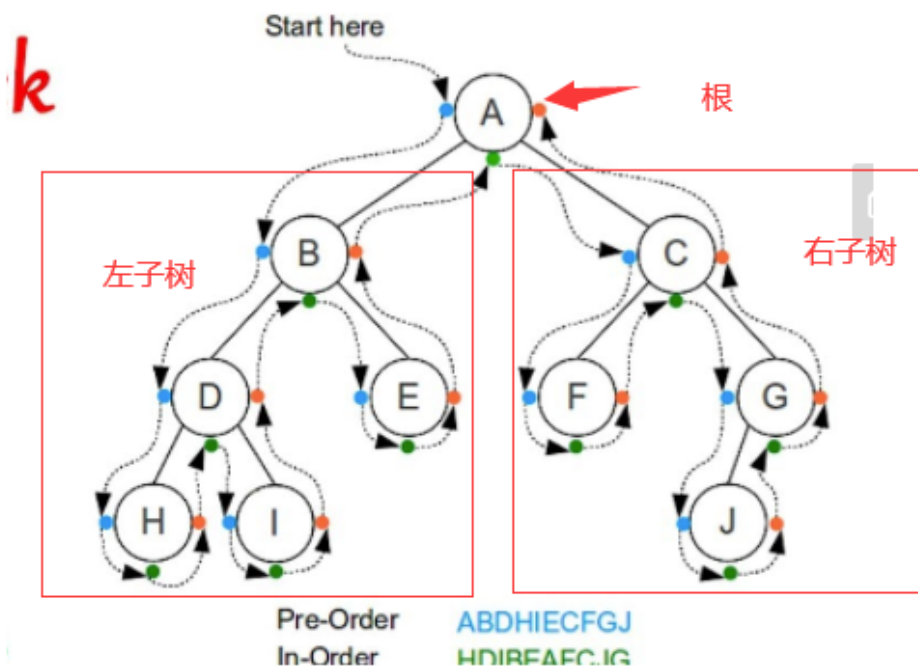 Start here
k
A
根
B
C
左子树
右子树
D
E
F
G
H
I
J
Pre-Order ABDHIECFGJ
In-Order HDIBEAFCJG